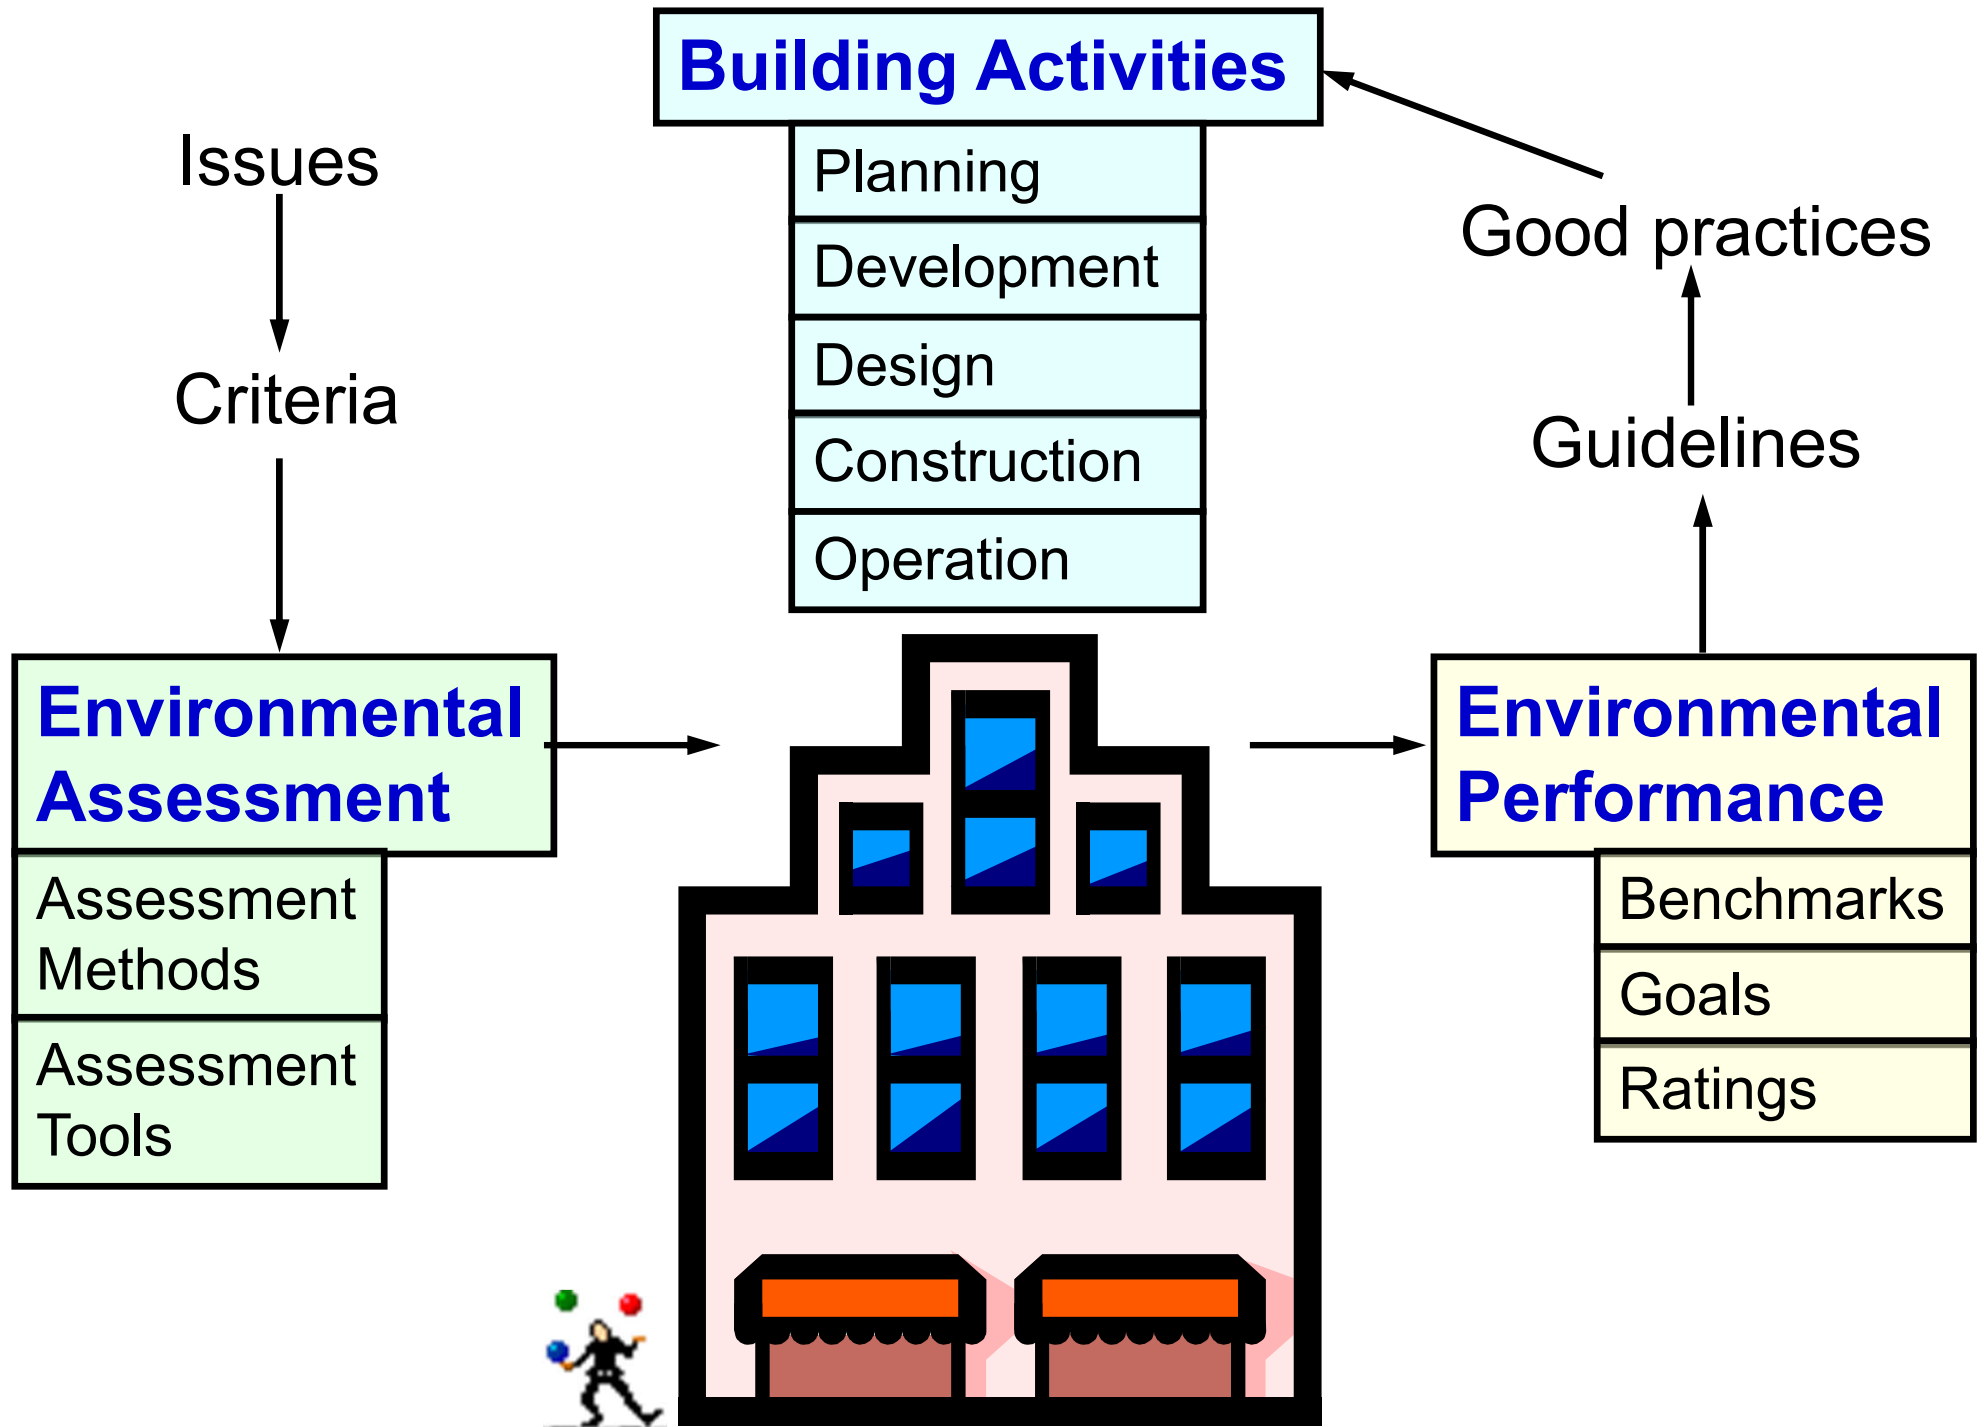 Building Activities
Planning
Development
Design
Construction
Operation
Issues
Criteria
Environmental
Assessment
Assessment
Methods
Assessment
Tools
Good practices
Guidelines
Environmental
Performance
Benchmarks
Goals
Ratings